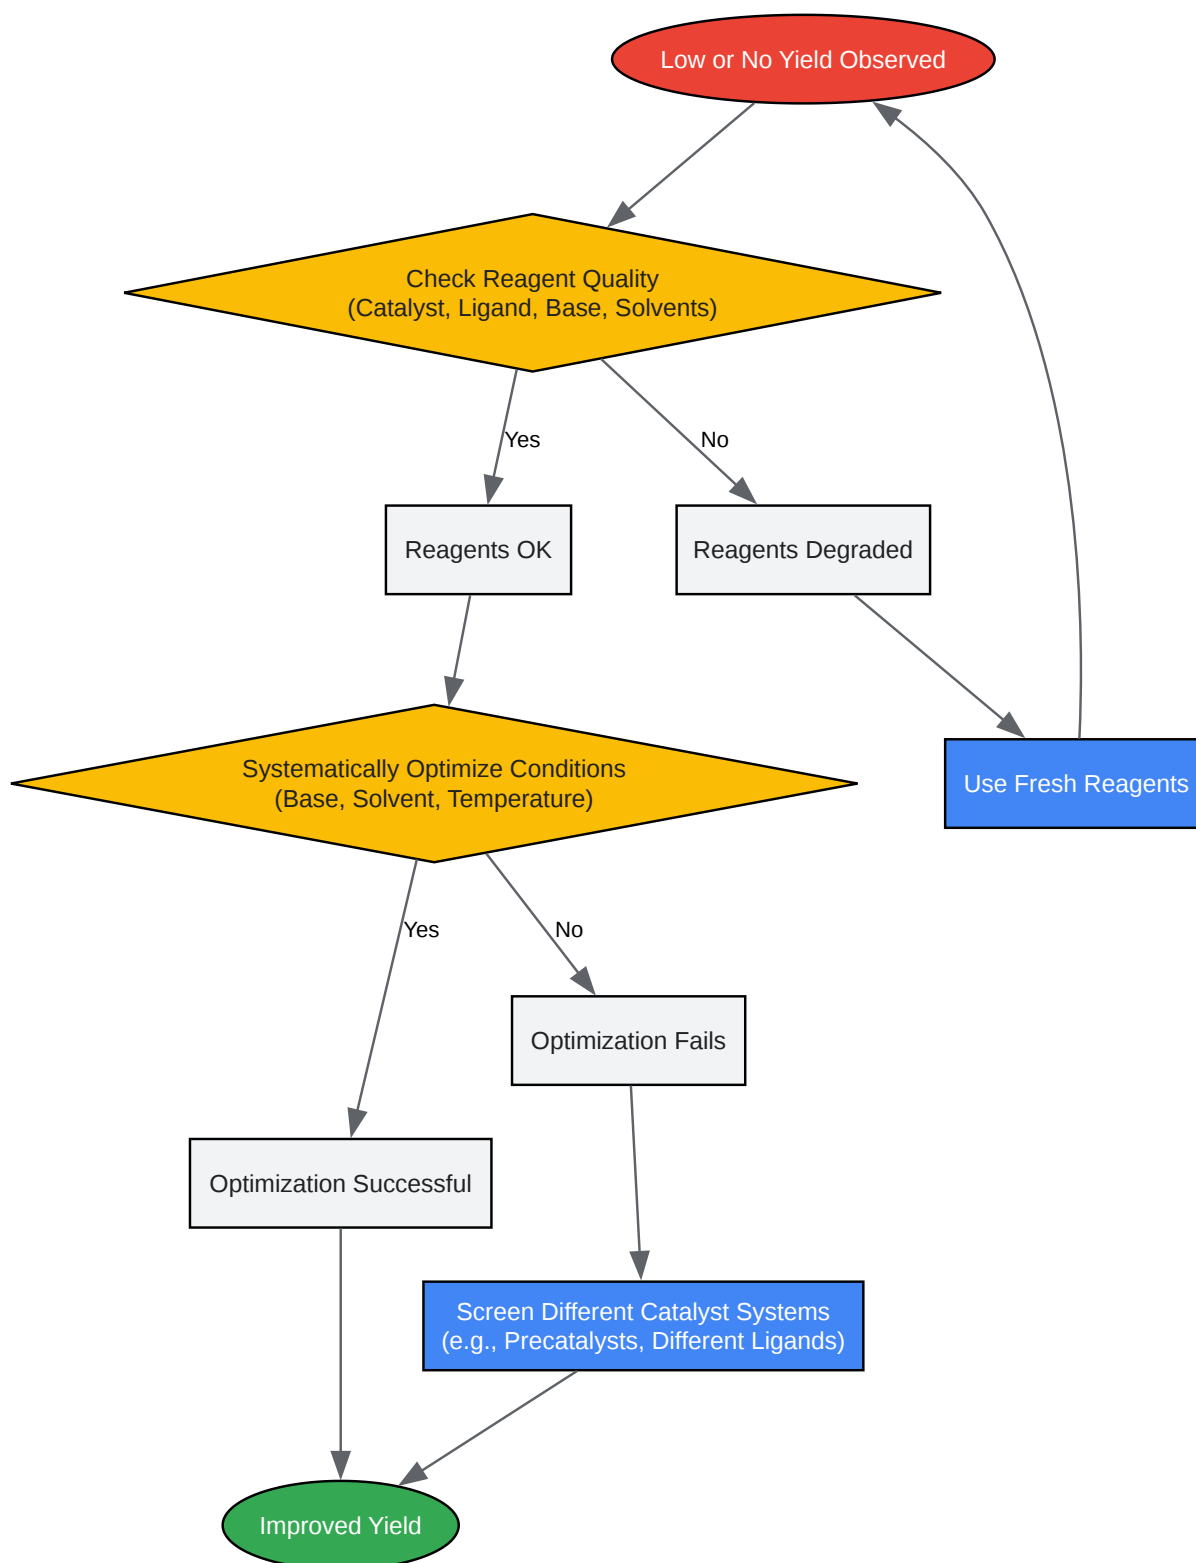 Low or No Yield Observed
Check Reagent Quality
(Catalyst, Ligand, Base, Solvents)
Yes
No
Reagents OK
Reagents Degraded
Systematically Optimize Conditions
(Base, Solvent, Temperature)
Use Fresh Reagents
Yes
No
Optimization Fails
Optimization Successful
Screen Different Catalyst Systems
(e.g., Precatalysts, Different Ligands)
Improved Yield